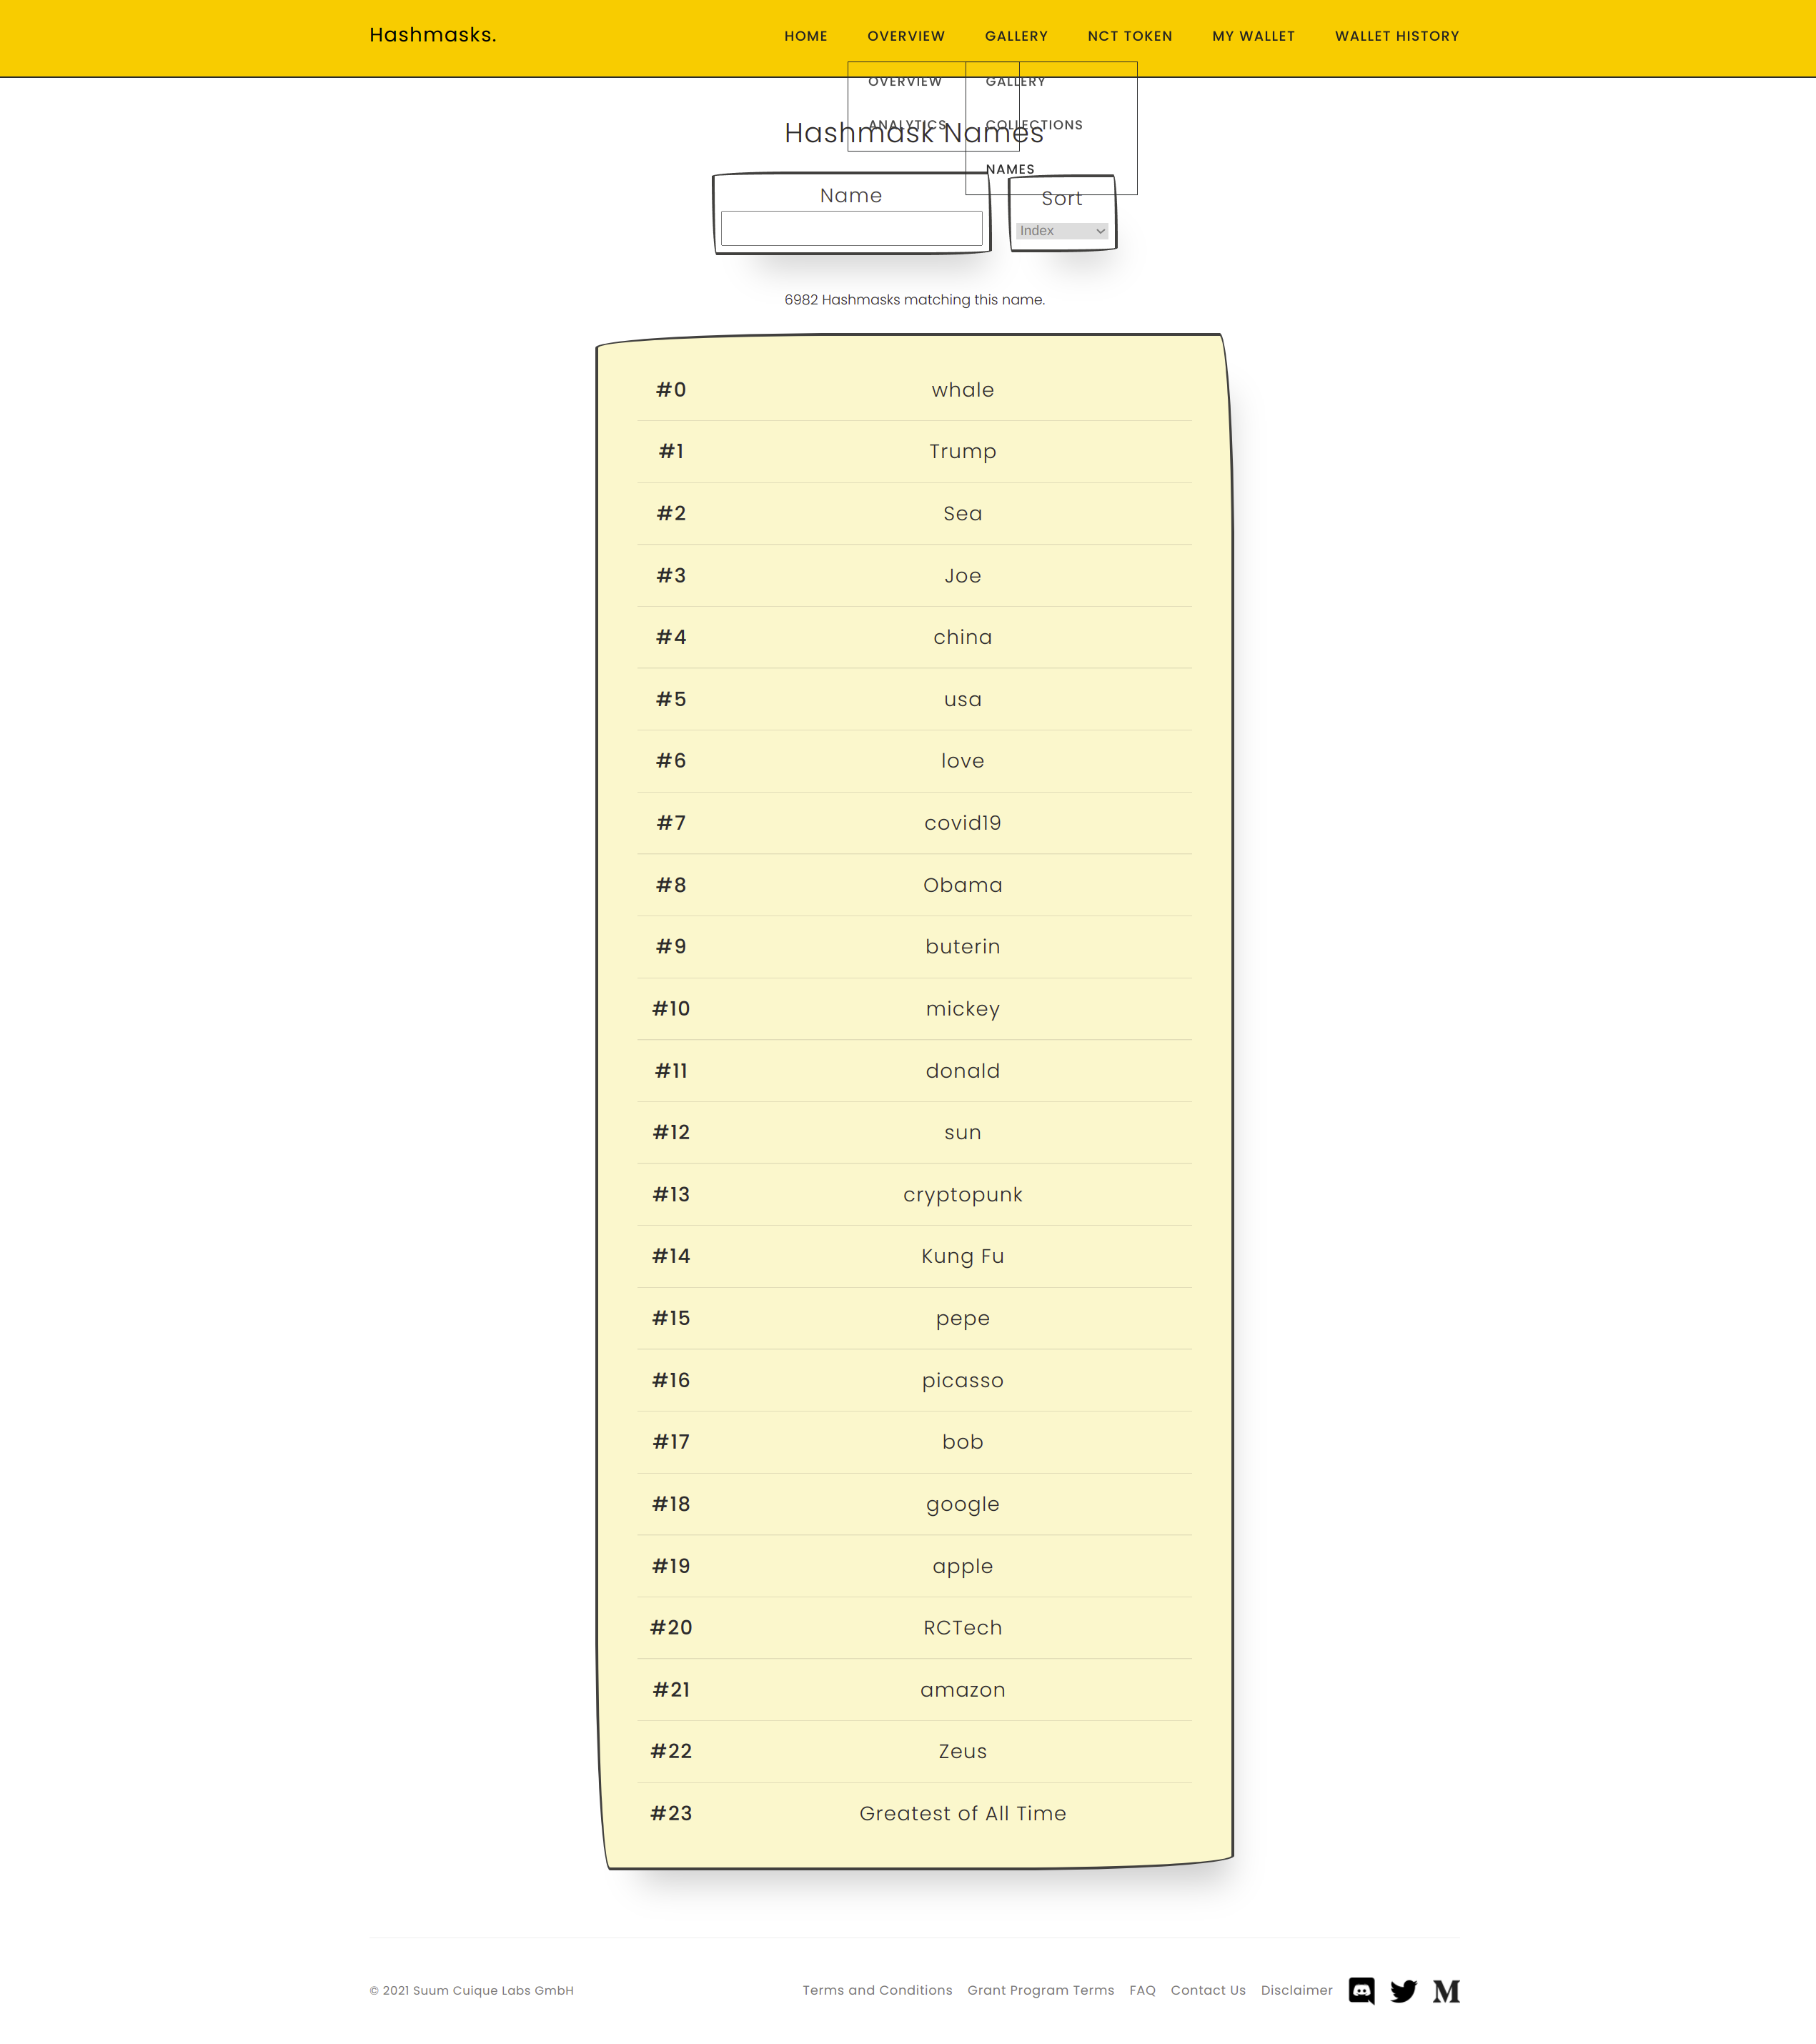 Hashmasks.
HOME OVERVIEW GALLERY NCT TOKEN MY WALLET WALLET HISTORY
OVERVIEW GALLERY
ANALYTICS COLLECTIONS
Hashmask Names
NAMES
Name Sort
Index
6982 Hashmasks matching this name.
#0 whale
#1 Trump
#2 Sea
#3 Joe
#4 china
#5 usa
#6 love
#7 covid19
#8 Obama
#9 buterin
#10 mickey
#11 donald
#12 sun
#13 cryptopunk
#14 Kung Fu
#15 pepe
#16 picasso
#17 bob
#18 google
#19 apple
#20 RCTech
#21 amazon
#22 Zeus
#23 Greatest of All Time
© 2021 Suum Cuique Labs GmbH Terms and Conditions Grant Program Terms FAQ Contact Us Disclaimer M